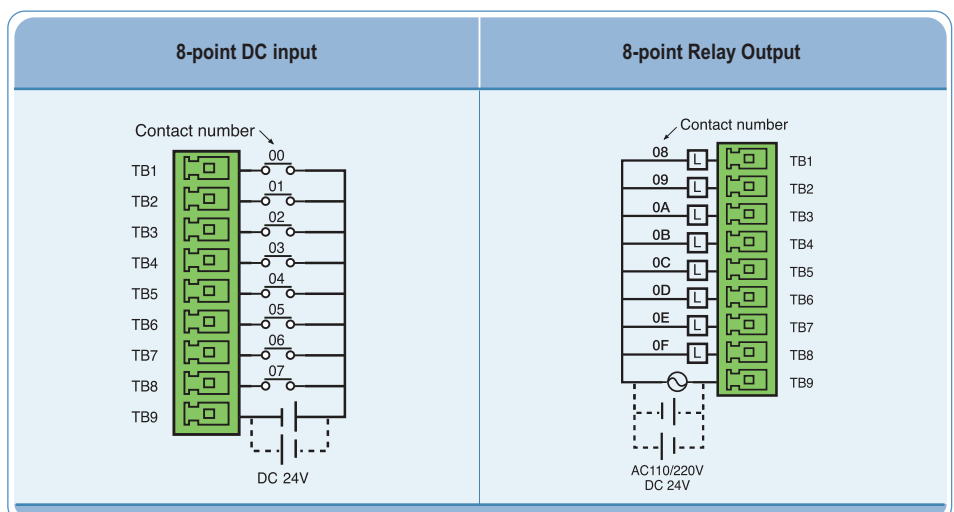 8-point DC input
8-point Relay Output
Contact number
00
TB1
01
TB2
02
TB3
03
TB4
04
TB5
05
TB6
06
TB7
07
TB8
TB9
DC 24V
Contact number
08 L TB1
09 L TB2
0A L TB3
0B L TB4
0C L TB5
0D L TB6
0E L TB7
0F L TB8
TB9
AC110/220V
DC 24V